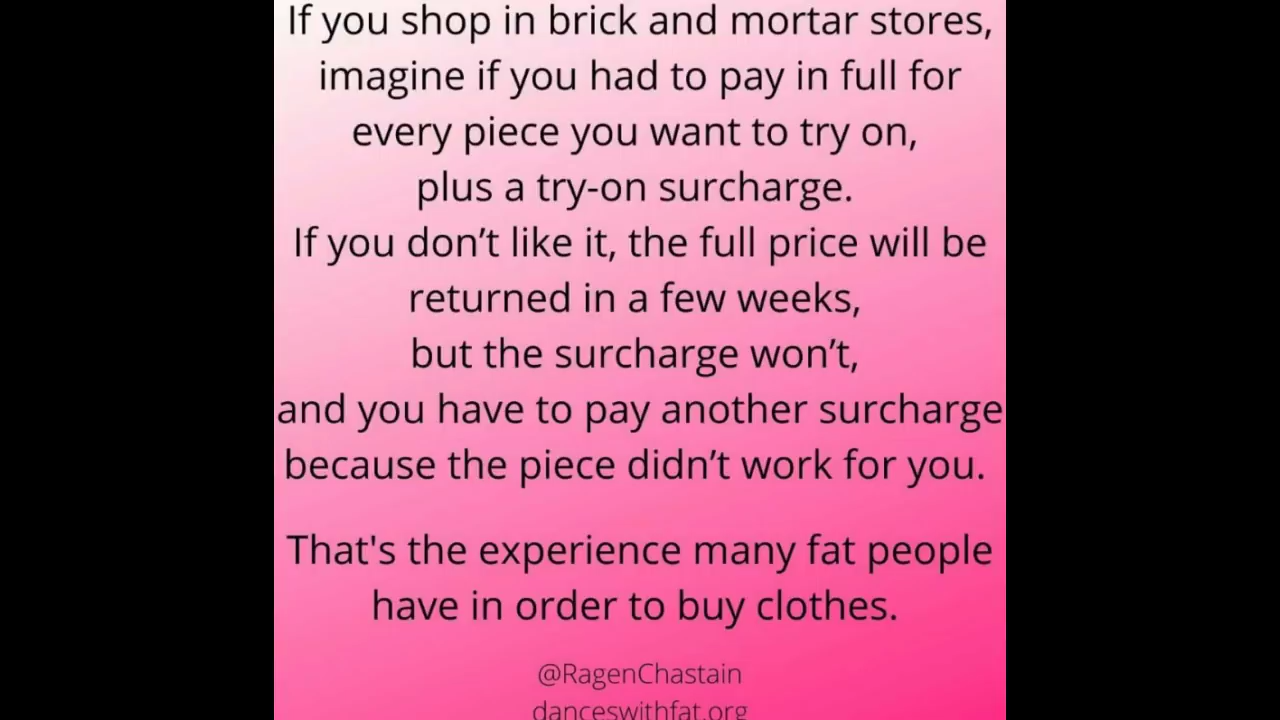 If you shop in brick and mortar stores,
imagine if you had to pay in full for
every piece you want to try on,
plus a try-on surcharge.
If you don’t like it, the full price will be
returned in a few weeks,
but the surcharge won’t,
and you have to pay another surcharge
because the piece didn’t work for you.
That's the experience many fat people
have in order to buy clothes.
@RagenChastain
danceswithfat.org